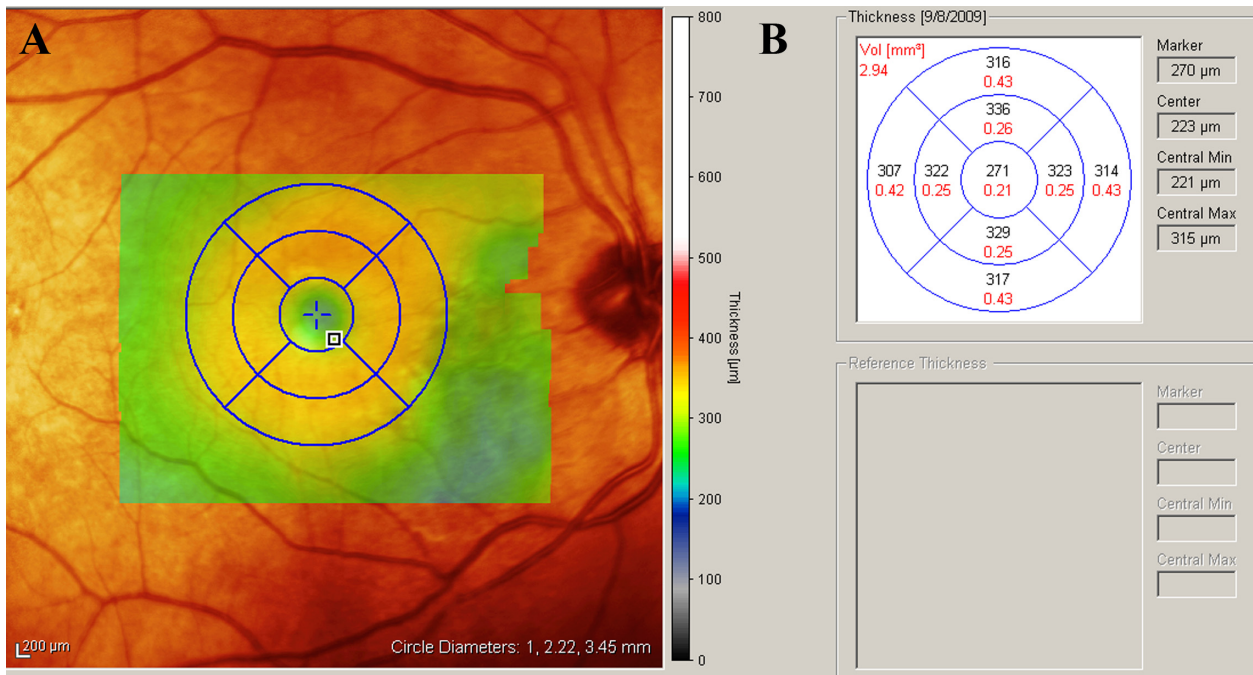 A
200 µm
Circle Diameters: 1, 2.22, 3.45 mm
800
700
600
500
400
300
200
100
0
Thickness [µm]
B
Thickness [9/8/2009]
Vol [mm³]
2.94
316
0.43
336
0.26
307 322 271 323 314
0.42 0.25 0.21 0.25 0.43
329
0.25
317
0.43
Marker
270 µm
Center
223 µm
Central Min
221 µm
Central Max
315 µm
Reference Thickness
Marker
Center
Central Min
Central Max